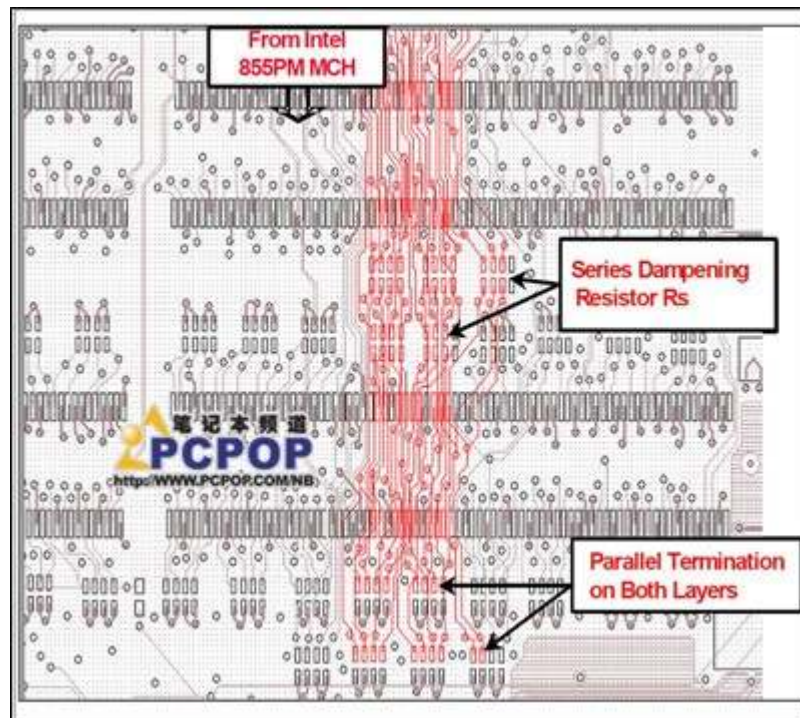 From Intel
855PM MCH
Series Dampening
Resistor Rs
笔记本频道
PCPOP
http://WWW.PCPOP.COM/NB
Parallel Termination
on Both Layers